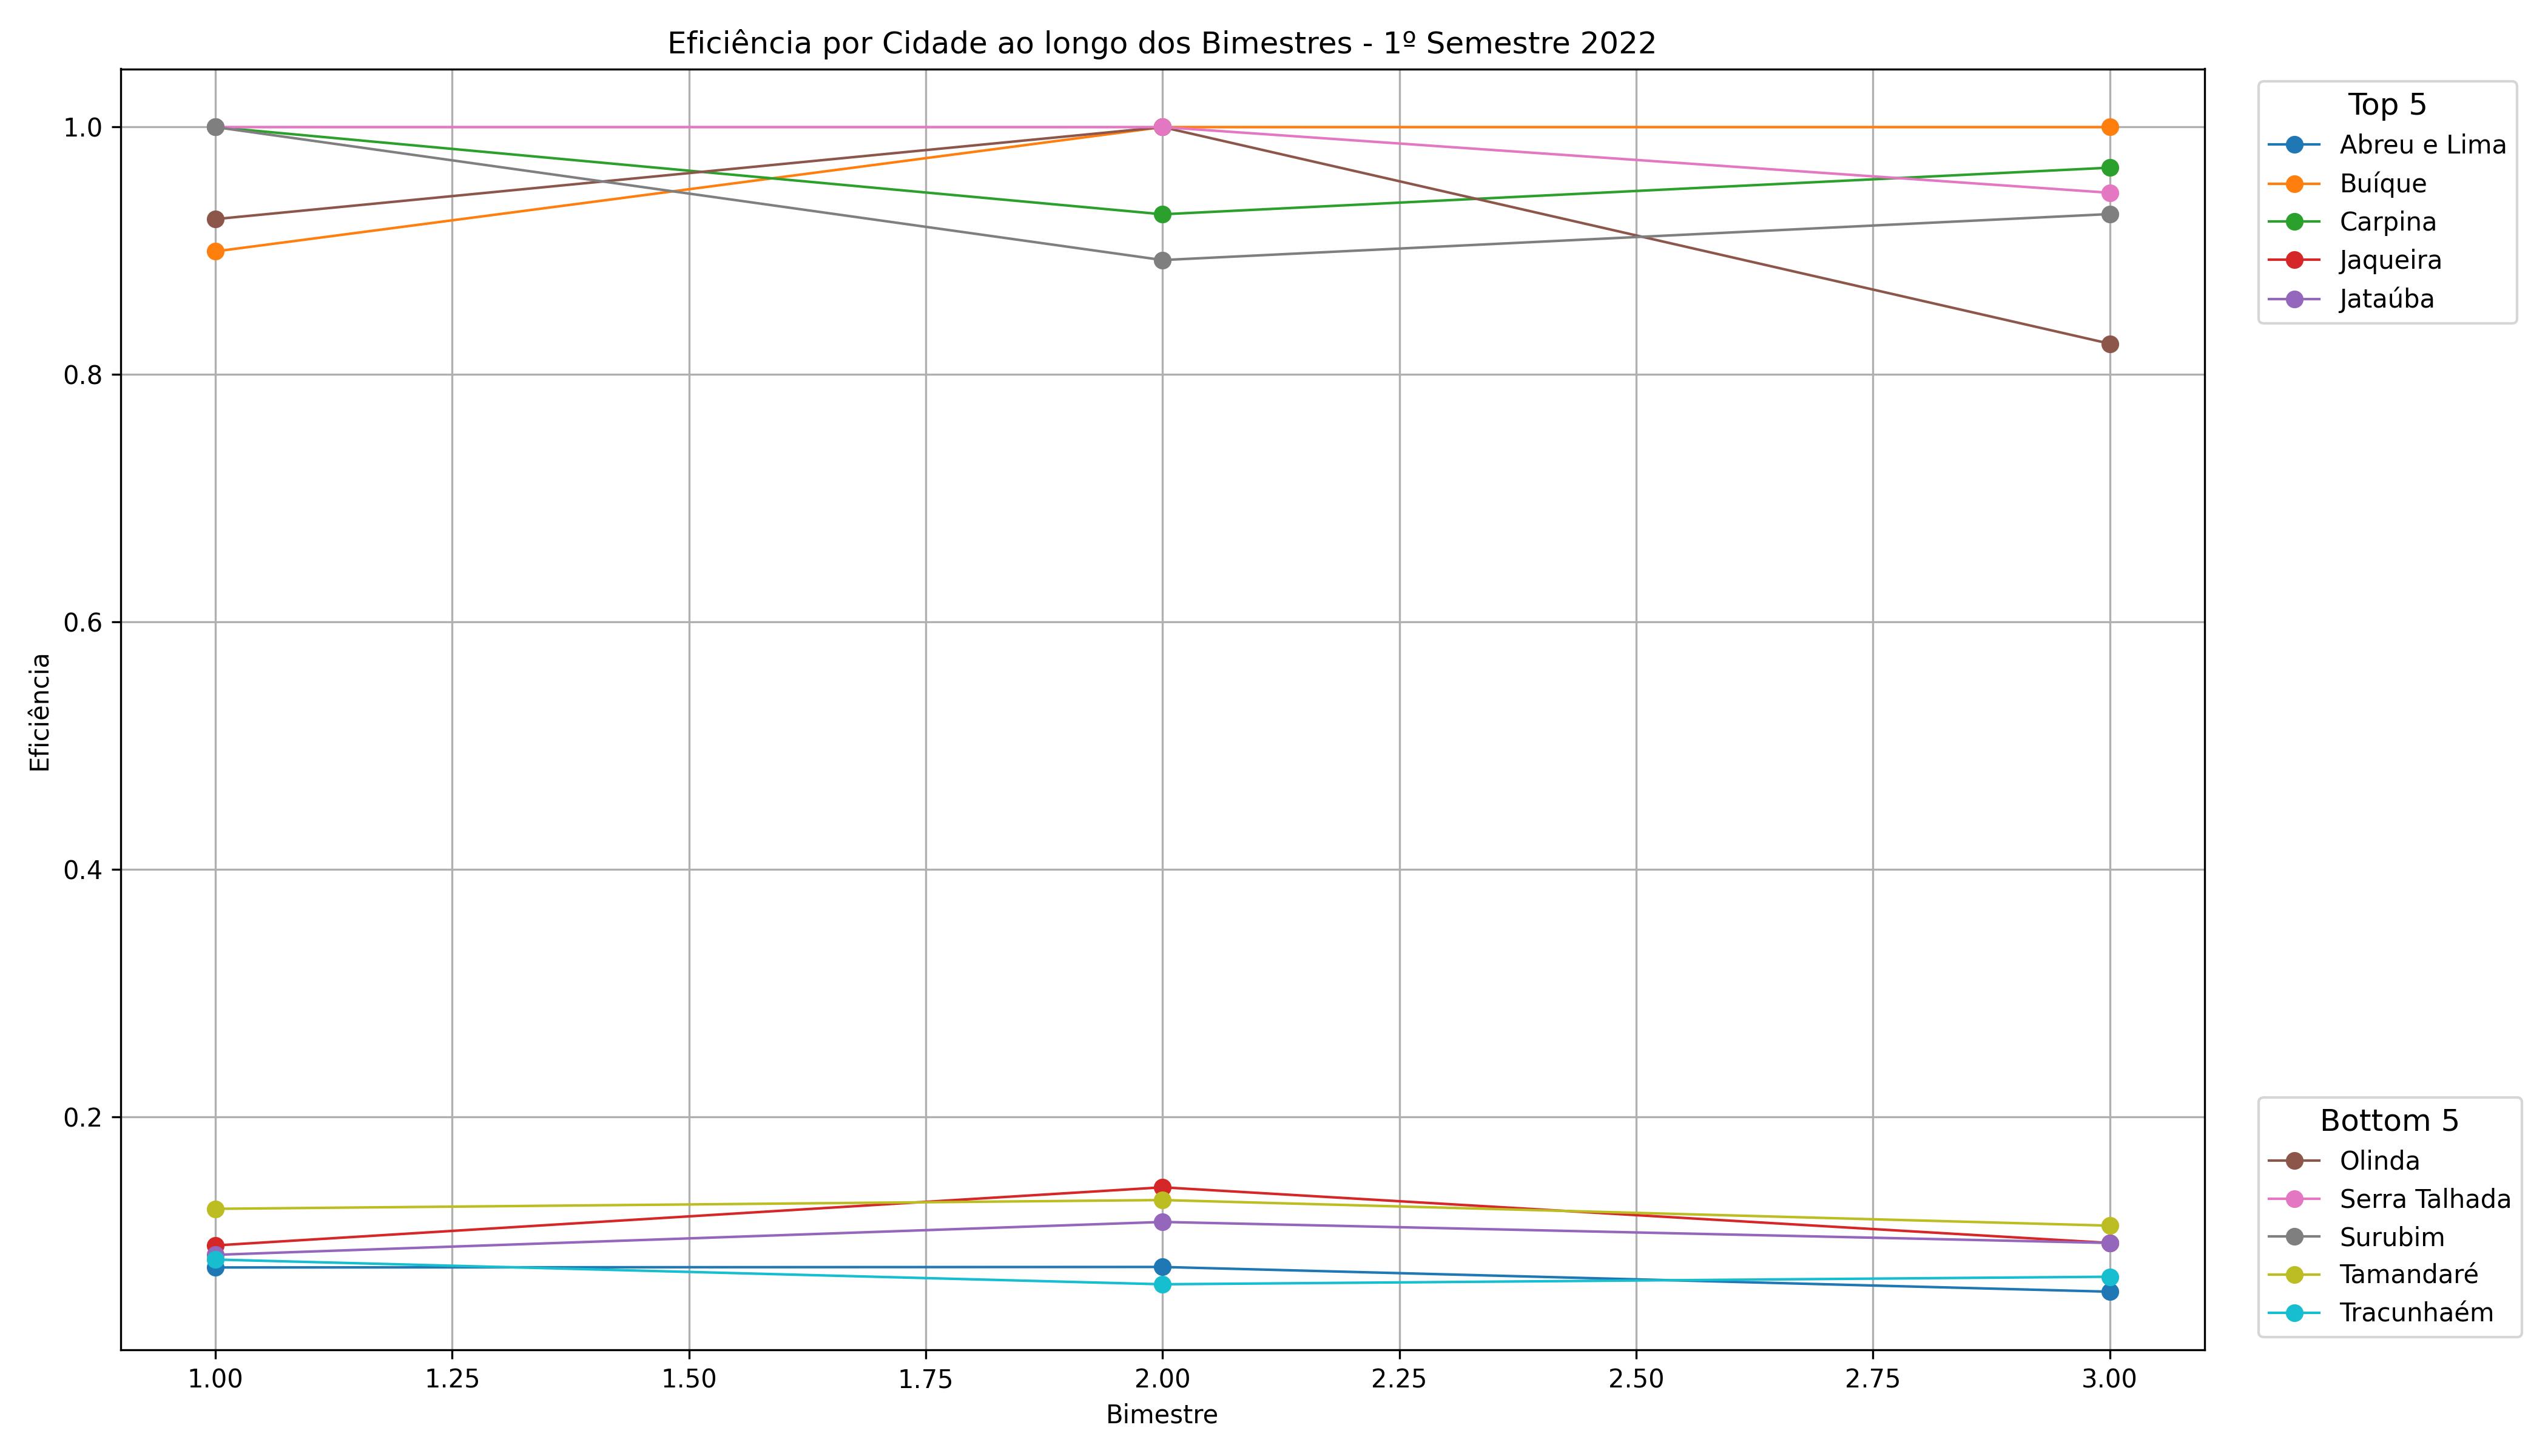 Eficiência por Cidade ao longo dos Bimestres - 1º Semestre 2022
Top 5
Abreu e Lima
Buíque
Carpina
Jaqueira
Jataúba
1.0
0.8
0.6
0.4
0.2
Eficiência
Bottom 5
Olinda
Serra Talhada
Surubim
Tamandaré
Tracunhaém
1.00 1.25 1.50 1.75 2.00 2.25 2.50 2.75 3.00
Bimestre